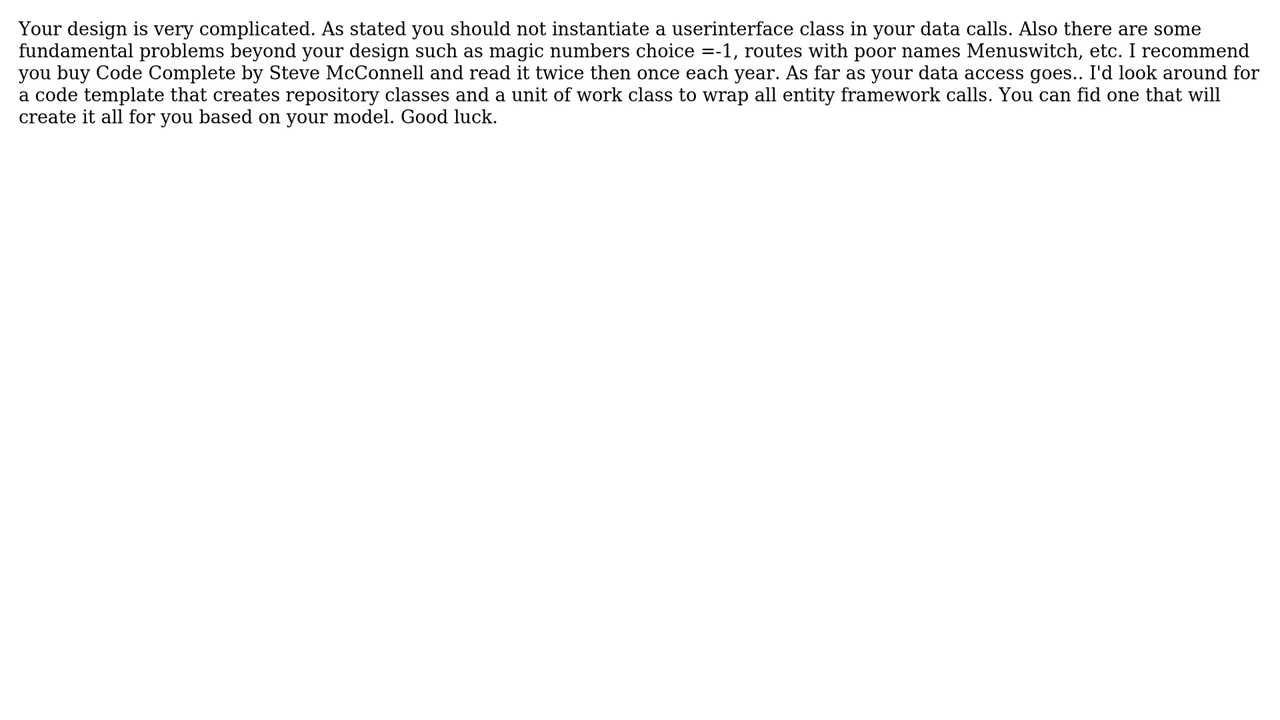 Your design is very complicated. As stated you should not instantiate a userinterface class in your data calls. Also there are some
fundamental problems beyond your design such as magic numbers choice =-1, routes with poor names Menuswitch, etc. I recommend
you buy Code Complete by Steve McConnell and read it twice then once each year. As far as your data access goes.. I'd look around for
a code template that creates repository classes and a unit of work class to wrap all entity framework calls. You can fid one that will
create it all for you based on your model. Good luck.